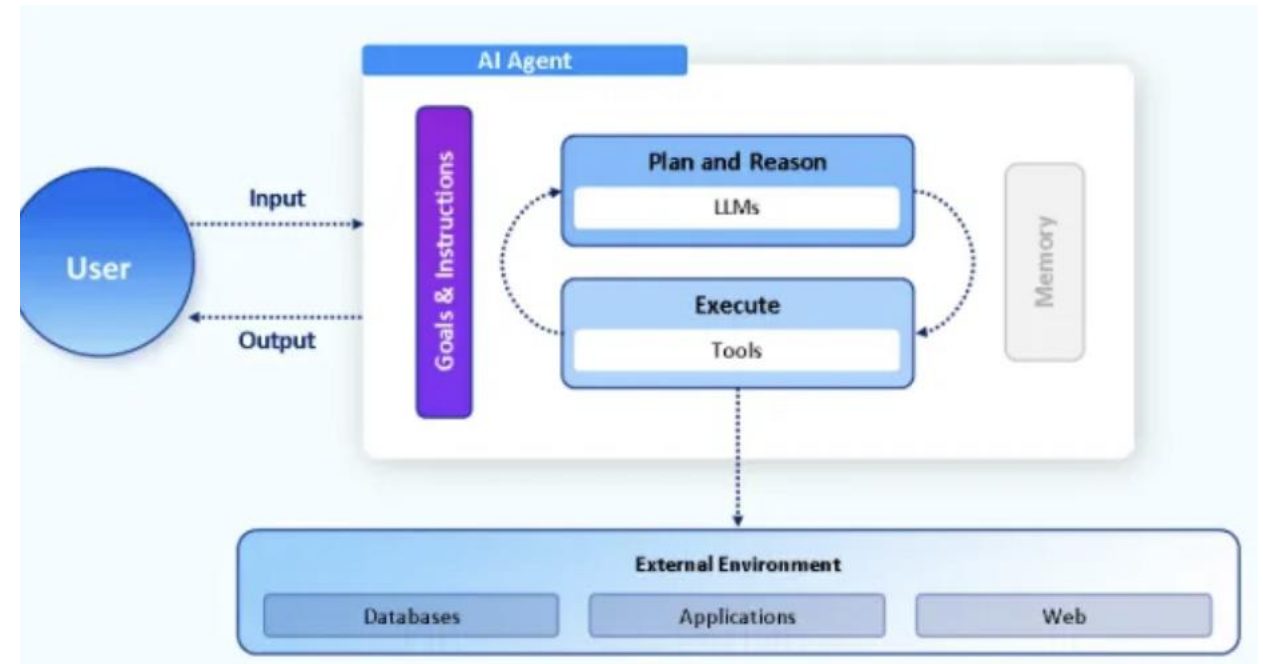 AI Agent
User
Input
Output
Goals & Instructions
Plan and Reason
LLMs
Execute
Tools
Memory
External Environment
Databases
Applications
Web